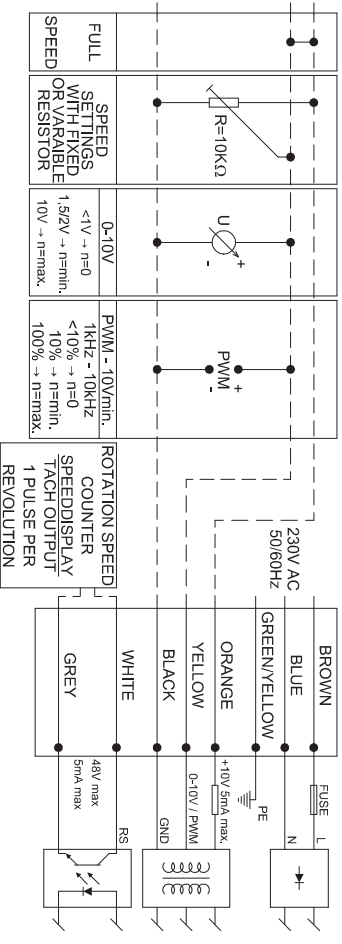 FULL
SPEED
SPEED
SETTINGS
WITH FIXED
OR VARAIBLE
RESISTOR
R=10KΩ
0-10V
<1V → n=0
1,5/2V → n=min.
10V → n=max.
U
+
-
PWM - 10Vmin.
1kHz - 10kHz
<10% → n=0
10% → n=min.
100% → n=max.
+
PWM
-
ROTATION SPEED
COUNTER
SPEEDDISPLAY
TACH OUTPUT
1 PULSE PER
REVOLUTION
230V AC
50/60Hz
BROWN
BLUE
GREEN/YELLOW
ORANGE
YELLOW
BLACK
WHITE
GREY
FUSE
L
N
PE
+10V 5mA max.
0-10V / PWM
GND
RS
48V max
5mA max